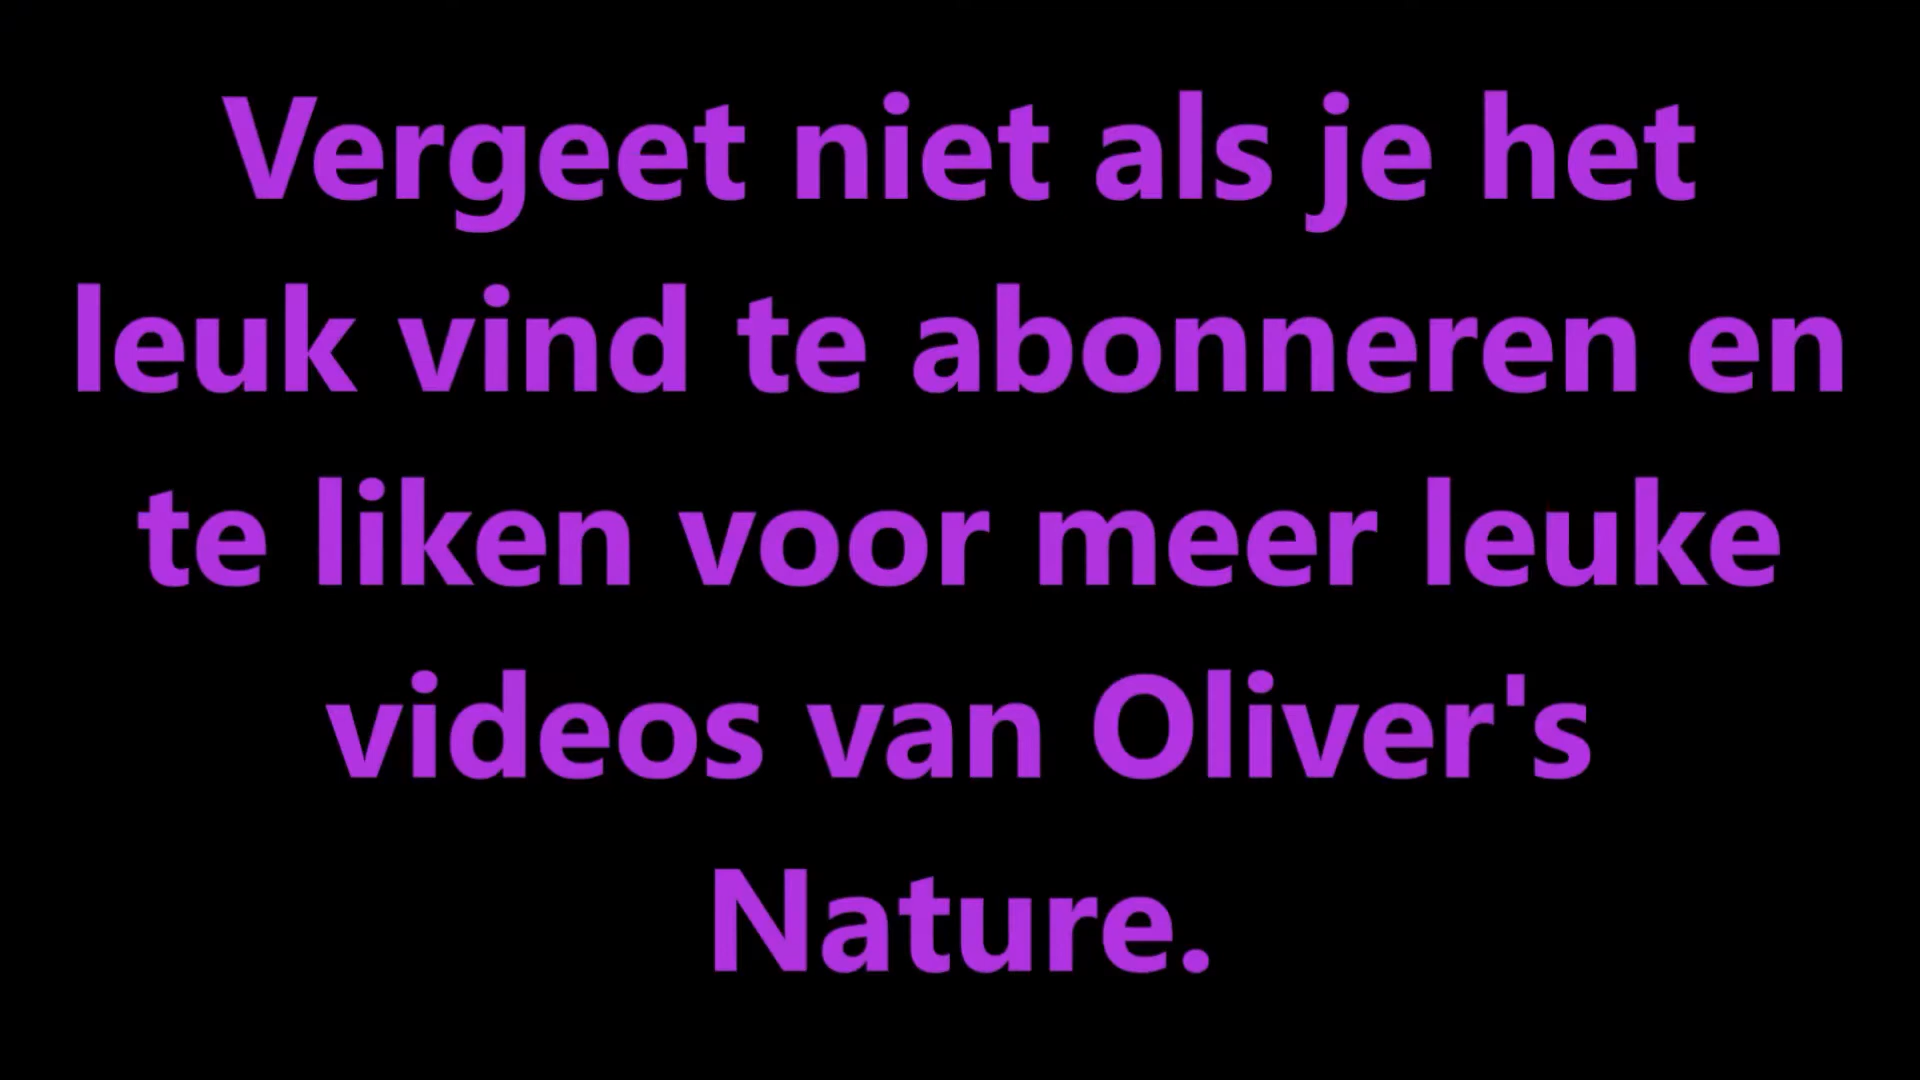 Vergeet niet als je het
leuk vind te abonneren en
te liken voor meer leuke
videos van Oliver's
Nature.